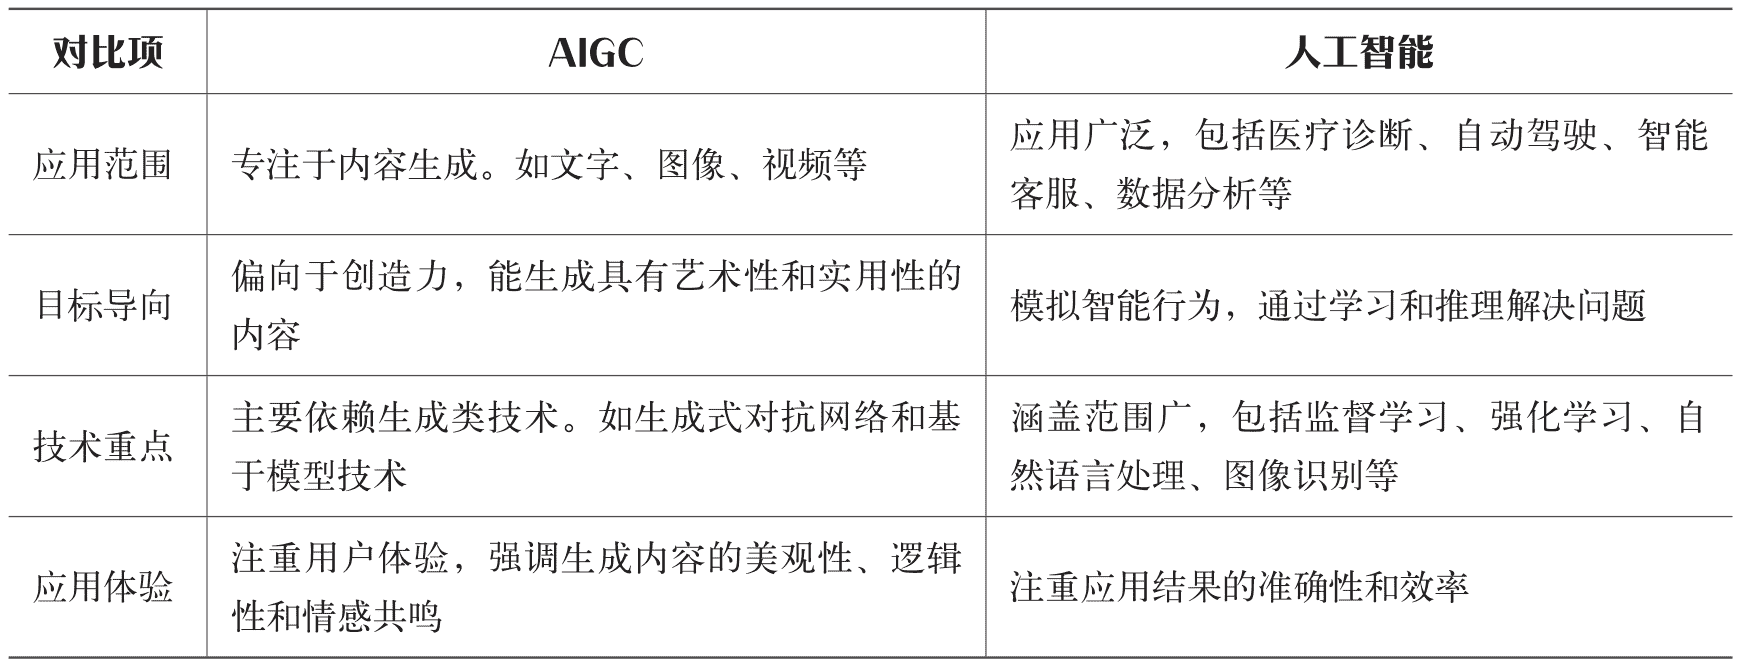 对比项 AIGC 人工智能
应用范围
专注于内容生成。如文字、图像、视频等
应用广泛，包括医疗诊断、自动驾驶、智能
客服、数据分析等
目标导向
偏向于创造力，能生成具有艺术性和实用性的
内容
模拟智能行为，通过学习和推理解决问题
技术重点
主要依赖生成类技术。如生成式对抗网络和基
于模型技术
涵盖范围广，包括监督学习、强化学习、自
然语言处理、图像识别等
应用体验
注重用户体验，强调生成内容的美观性、逻辑
性和情感共鸣
注重应用结果的准确性和效率